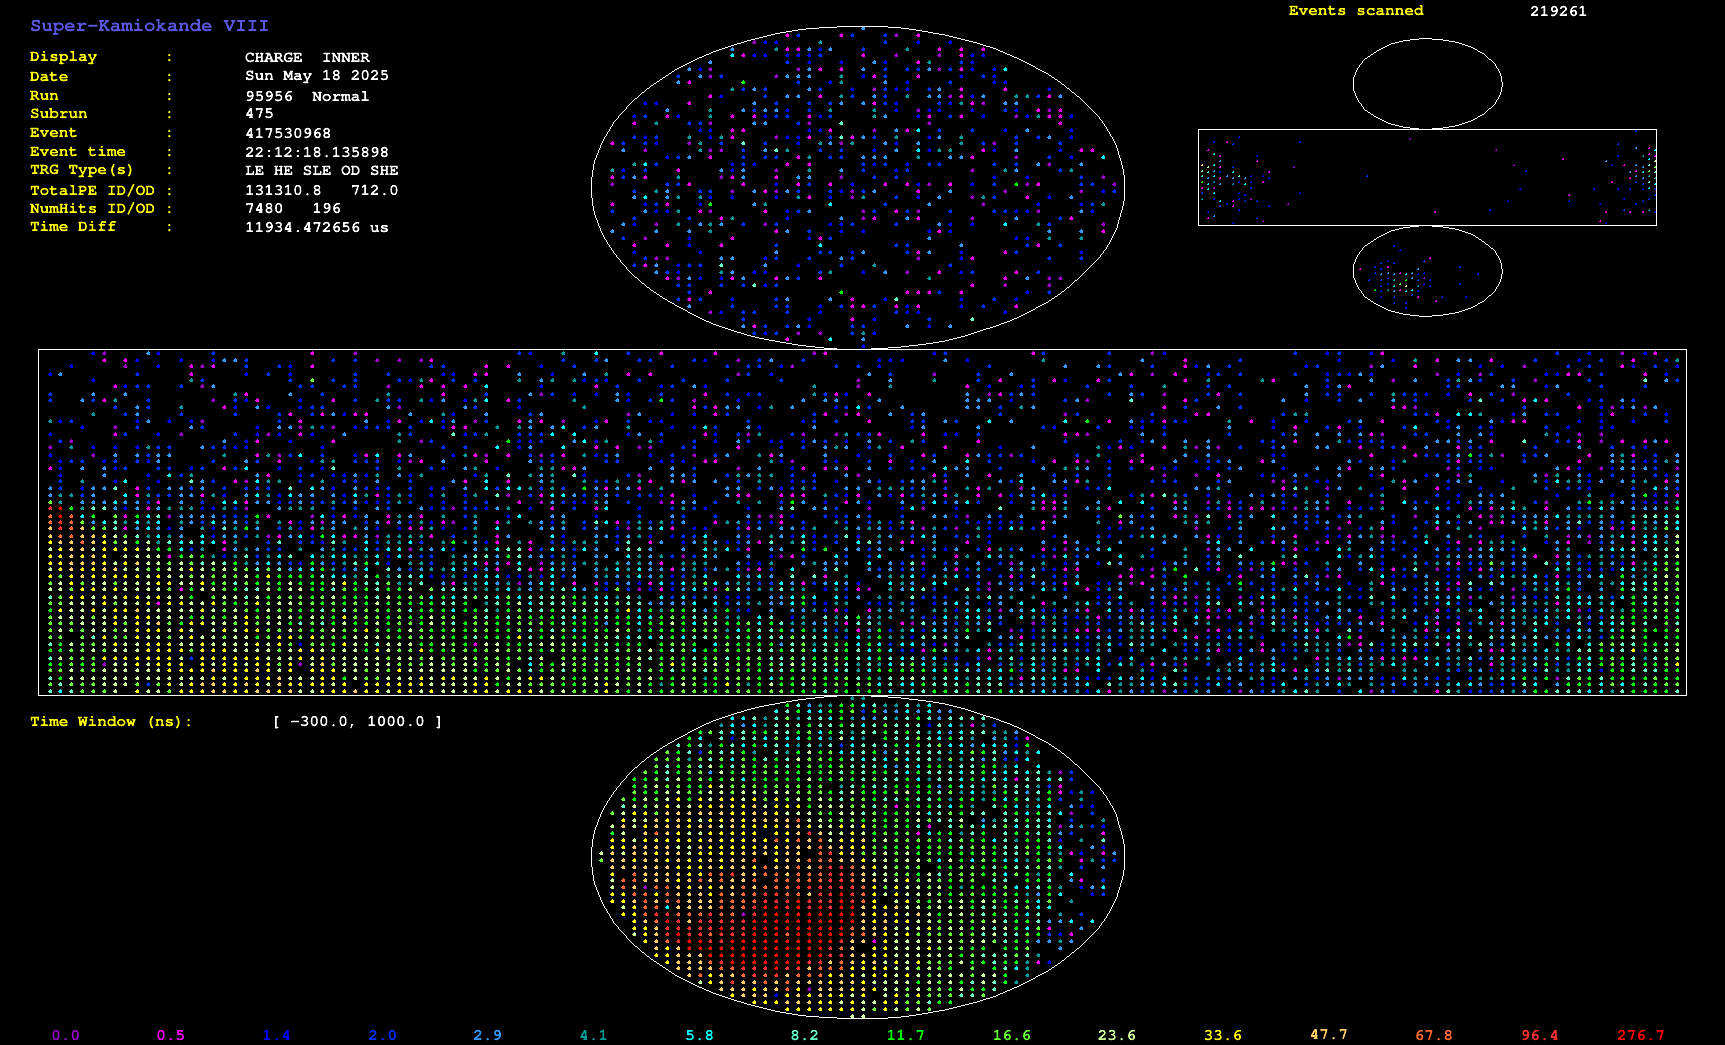 Super-Kamiokande VIII
Events scanned 219261
Display : CHARGE INNER
Date : Sun May 18 2025
Run : 95956 Normal
Subrun : 475
Event : 417530968
Event time : 22:12:18.135898
TRG Type(s) : LE HE SLE OD SHE
TotalPE ID/OD : 131310.8 712.0
NumHits ID/OD : 7480 196
Time Diff : 11934.472656 us
Time Window (ns): [ -300.0, 1000.0 ]
0.0 0.5 1.4 2.0 2.9 4.1 5.8 8.2 11.7 16.6 23.6 33.6 47.7 67.8 96.4 276.7